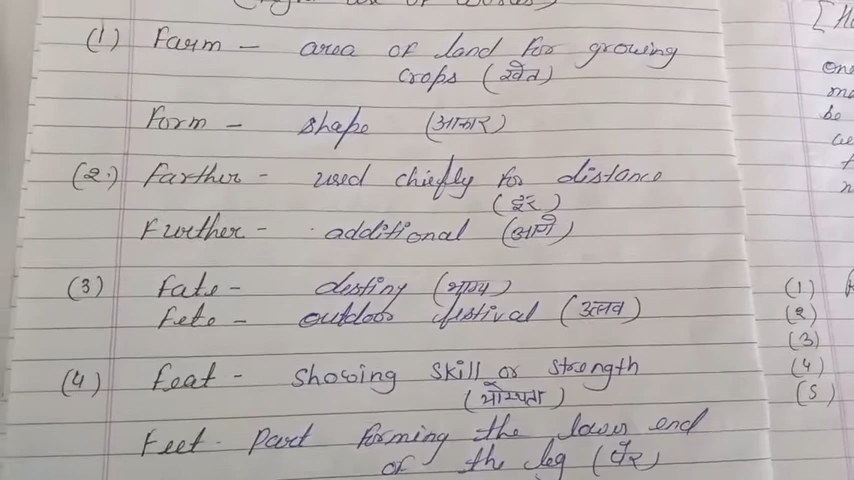 (1) Farm - area of land for growing
crops (खेत)
Form - shape (आकार)
(2.) Farther - used chiefly for distance
(दूर)
Further - additional (आगे)
(3) Fate - destiny (भाग्य)
Fete - outdoor festival (उत्सव)
(4) Feat - Showing skill or strength
(योग्यता)
Feet - Part forming the lower end
of the leg (पैर)
one
be
(1)
(2)
(3)
(4)
(5)